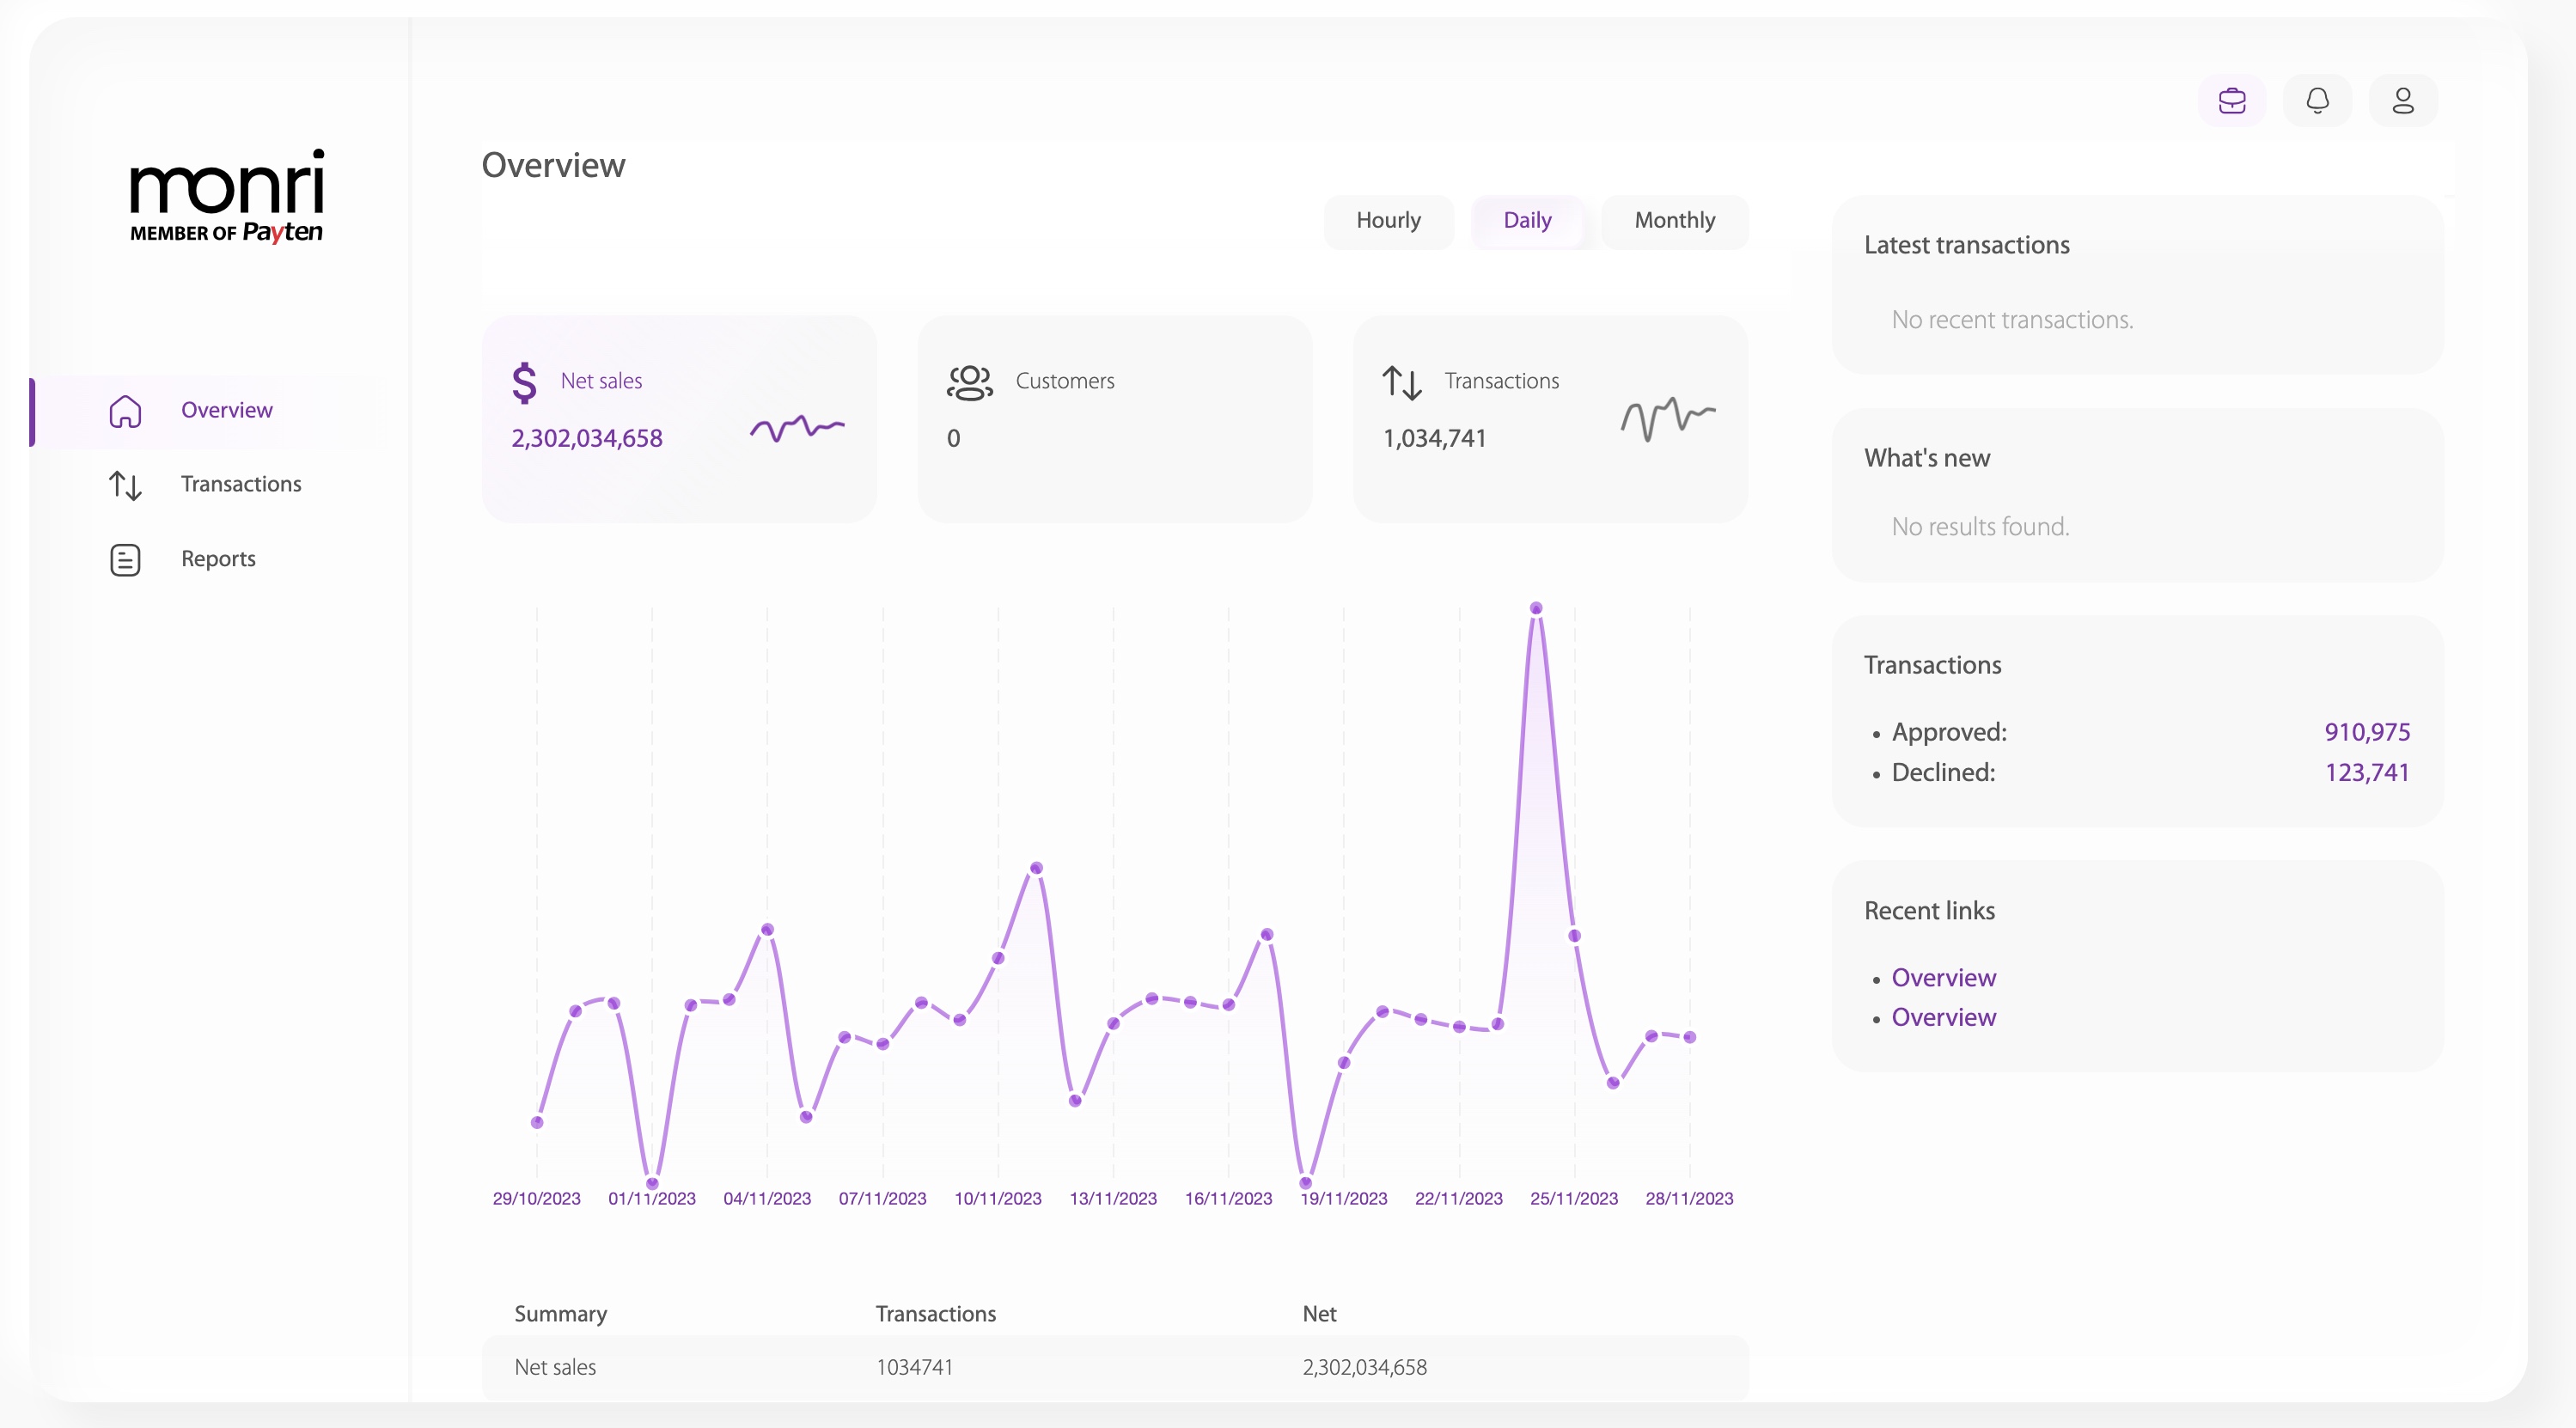 monri
MEMBER OF Payten
Overview
Transactions
Reports
Overview
Hourly
Daily
Monthly
Net sales
2,302,034,658
Customers
0
Transactions
1,034,741
29/10/2023
01/11/2023
04/11/2023
07/11/2023
10/11/2023
13/11/2023
16/11/2023
19/11/2023
22/11/2023
25/11/2023
28/11/2023
Summary Transactions Net
Net sales 1034741 2,302,034,658
Latest transactions
No recent transactions.
What's new
No results found.
Transactions
• Approved: 910,975
• Declined: 123,741
Recent links
• Overview
• Overview